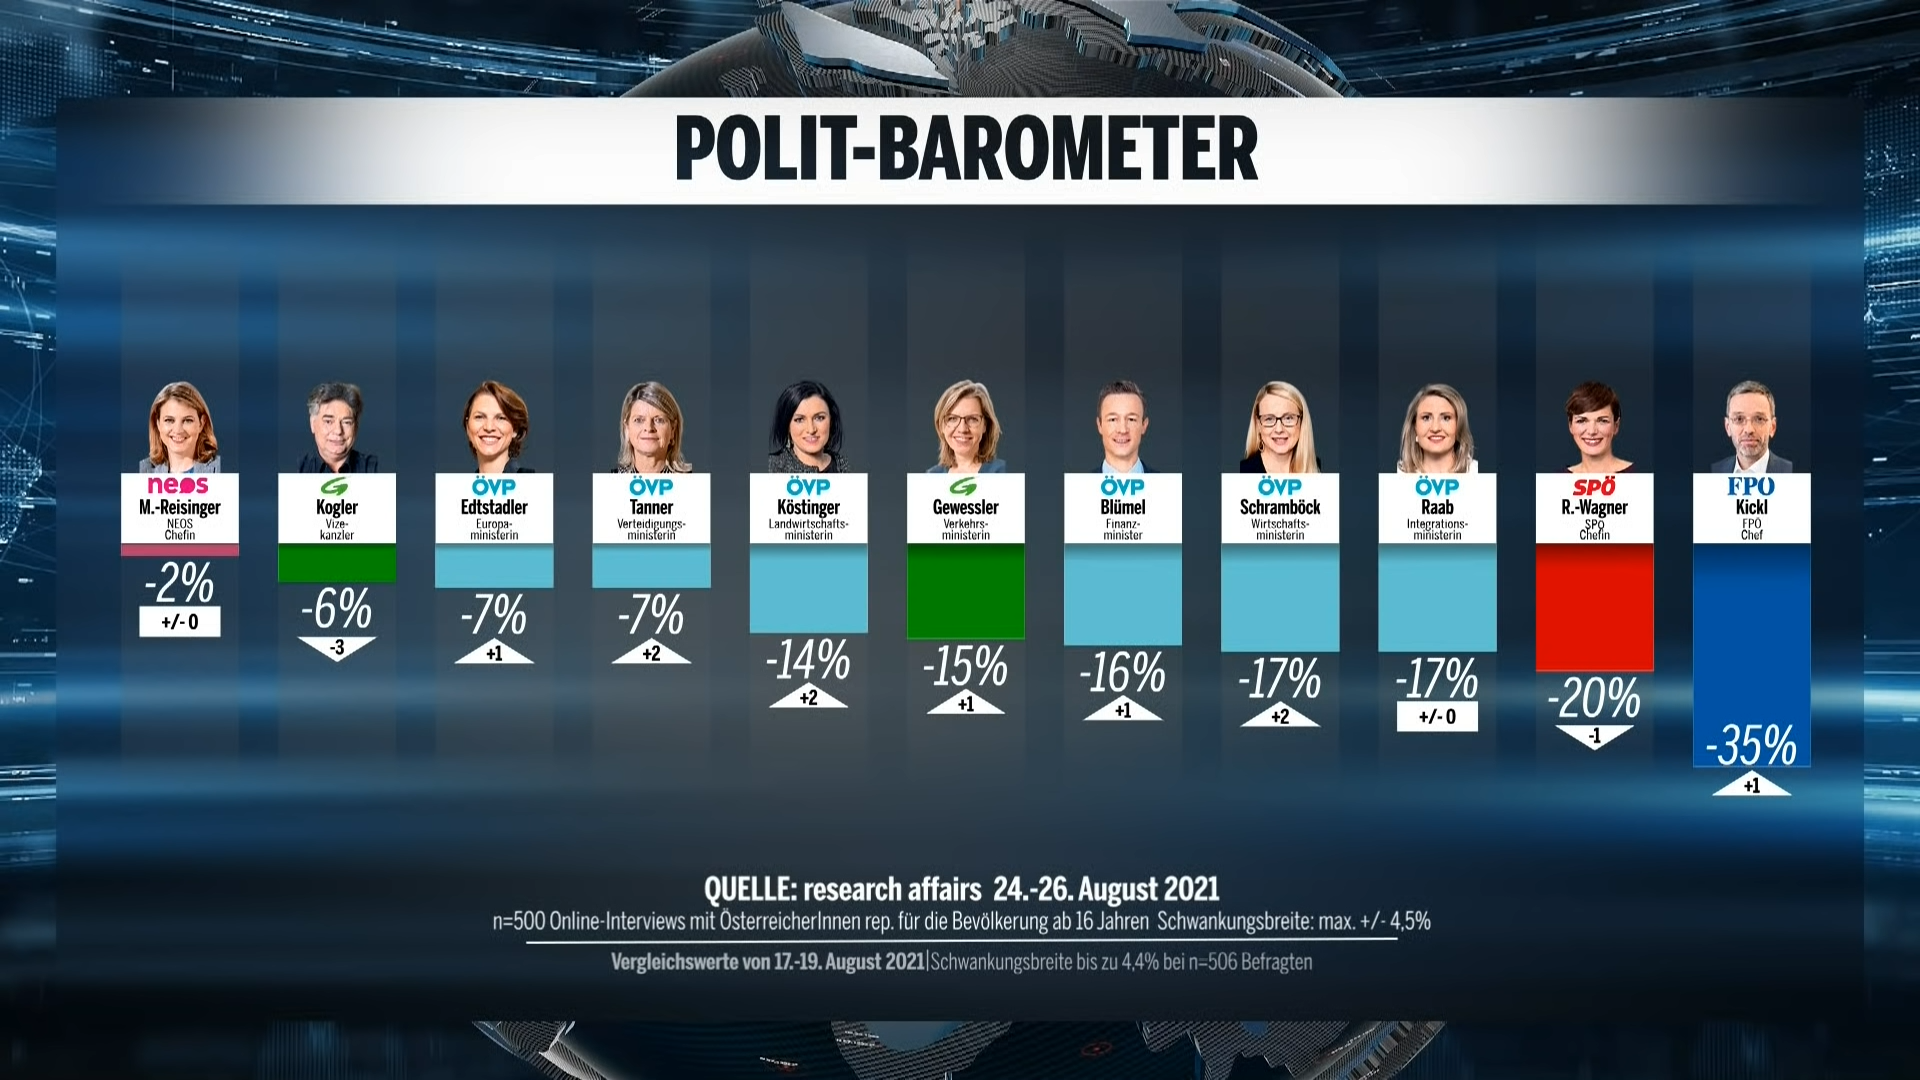 POLIT-BAROMETER
neos
M.-Reisinger
NEOS
Chefin
-2%
+/- 0
Kogler
Vize-
kanzler
-6%
-3
ÖVP
Edtstadler
Europa-
ministerin
-7%
+1
ÖVP
Tanner
Verteidigungs-
ministerin
-7%
+2
ÖVP
Köstinger
Landwirtschafts-
ministerin
-14%
+2
Gewessler
Verkehrs-
ministerin
-15%
+1
ÖVP
Blümel
Finanz-
minister
-16%
+1
ÖVP
Schramböck
Wirtschafts-
ministerin
-17%
+2
ÖVP
Raab
Integrations-
ministerin
-17%
+/- 0
SPÖ
R.-Wagner
SPÖ
Chefin
-20%
-1
FPÖ
Kickl
FPÖ
Chef
-35%
+1
QUELLE: research affairs 24.-26. August 2021
n=500 Online-Interviews mit ÖsterreicherInnen rep. für die Bevölkerung ab 16 Jahren Schwankungsbreite: max. +/- 4,5%
Vergleichswerte von 17.-19. August 2021|Schwankungsbreite bis zu 4,4% bei n=506 Befragten